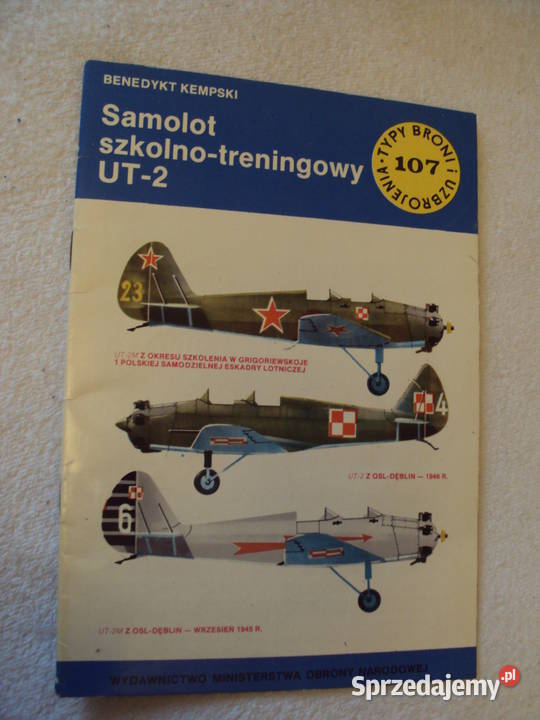 BENEDYKT KEMPSKI
Samolot
szkolno-treningowy
UT-2
TYPY BRONI i UZBROJENIA
107
23
UT-2M Z OKRESU SZKOLENIA W GRIGORIEWSKOJE
1 POLSKIEJ SAMODZIELNEJ ESKADRY LOTNICZEJ
4
UT-2 Z OSL-DĘBLIN — 1946 R.
6
UT-2M Z OSL-DĘBLIN — WRZESIEŃ 1945 R.
WYDAWNICTWO MINISTERSTWA OBRONY NARODOWEJ
Sprzedajemy.pl